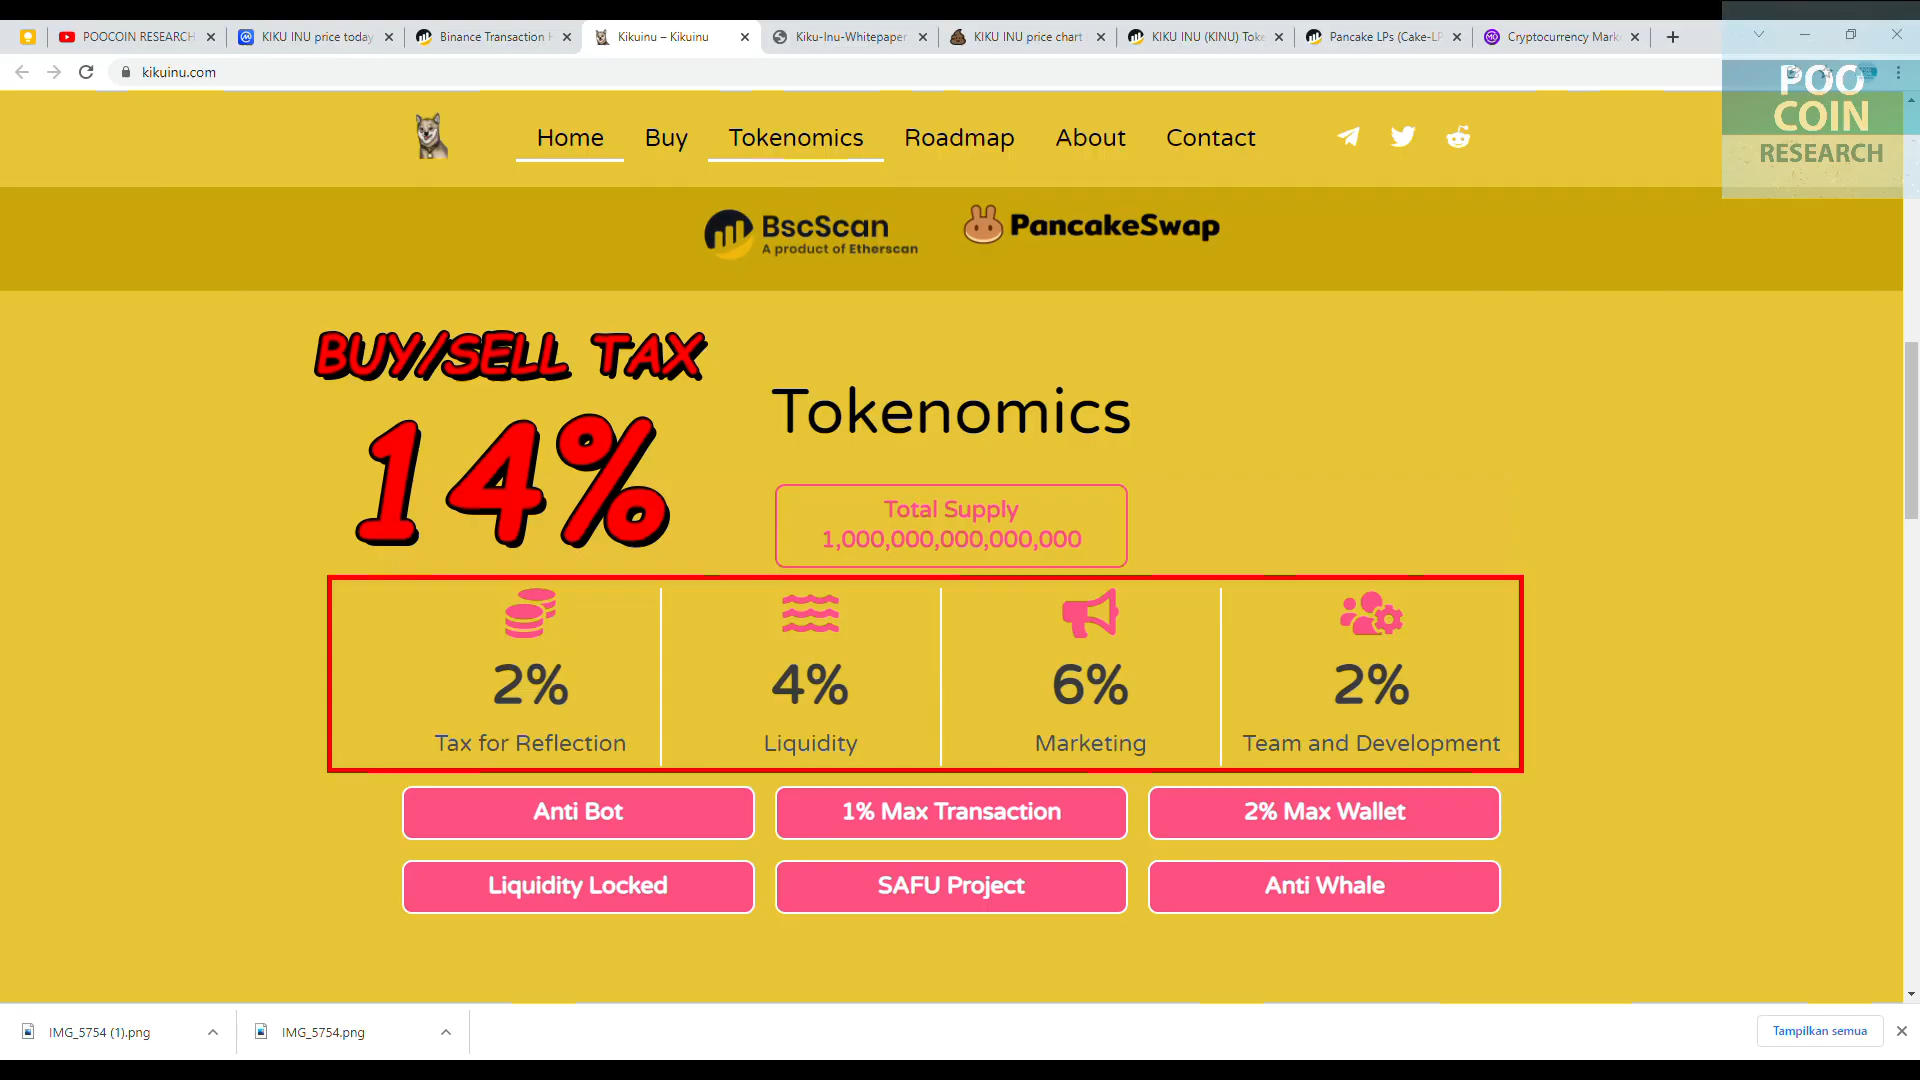 POOCOIN RESEARCH
KIKU INU price today
Binance Transaction H
Kikuinu – Kikuinu
Kiku-Inu-Whitepaper
KIKU INU price chart
KIKU INU (KINU) Toke
Pancake LPs (Cake-LP
Cryptocurrency Mark
kikuinu.com
POO
COIN
RESEARCH
Home
Buy
Tokenomics
Roadmap
About
Contact
BscScan
A product of Etherscan
PancakeSwap
BUY/SELL TAX
14%
Tokenomics
Total Supply
1,000,000,000,000,000
2%
Tax for Reflection
4%
Liquidity
6%
Marketing
2%
Team and Development
Anti Bot
1% Max Transaction
2% Max Wallet
Liquidity Locked
SAFU Project
Anti Whale
IMG_5754 (1).png
IMG_5754.png
Tampilkan semua